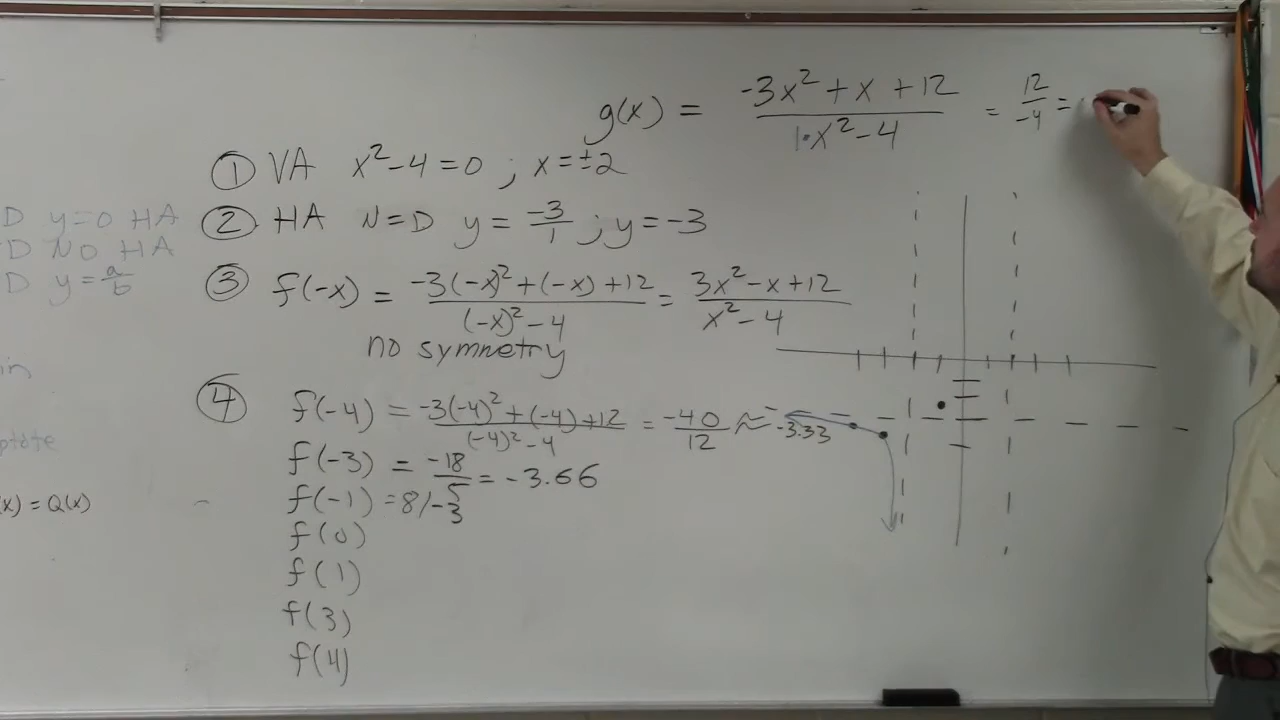 g(x) = -3x² + x + 12 / 1·x² - 4 = 12/-4 =
① VA x² - 4 = 0 ; x = ±2
② HA N=D y = -3/1 ; y = -3
③ f(-x) = -3(-x)² + (-x) + 12 / (-x)² - 4 = 3x² - x + 12 / x² - 4
no symmetry
④ f(-4) = -3(-4)² + (-4) + 12 / (-4)² - 4 = -40/12 ≈ -3.33
f(-3) = -18/5 = -3.66
f(-1) = 8/-3
f(0)
f(1)
f(3)
f(4)
D y=0 HA
D NO HA
D y = a/b
in
ptote
(x) = Q(x)